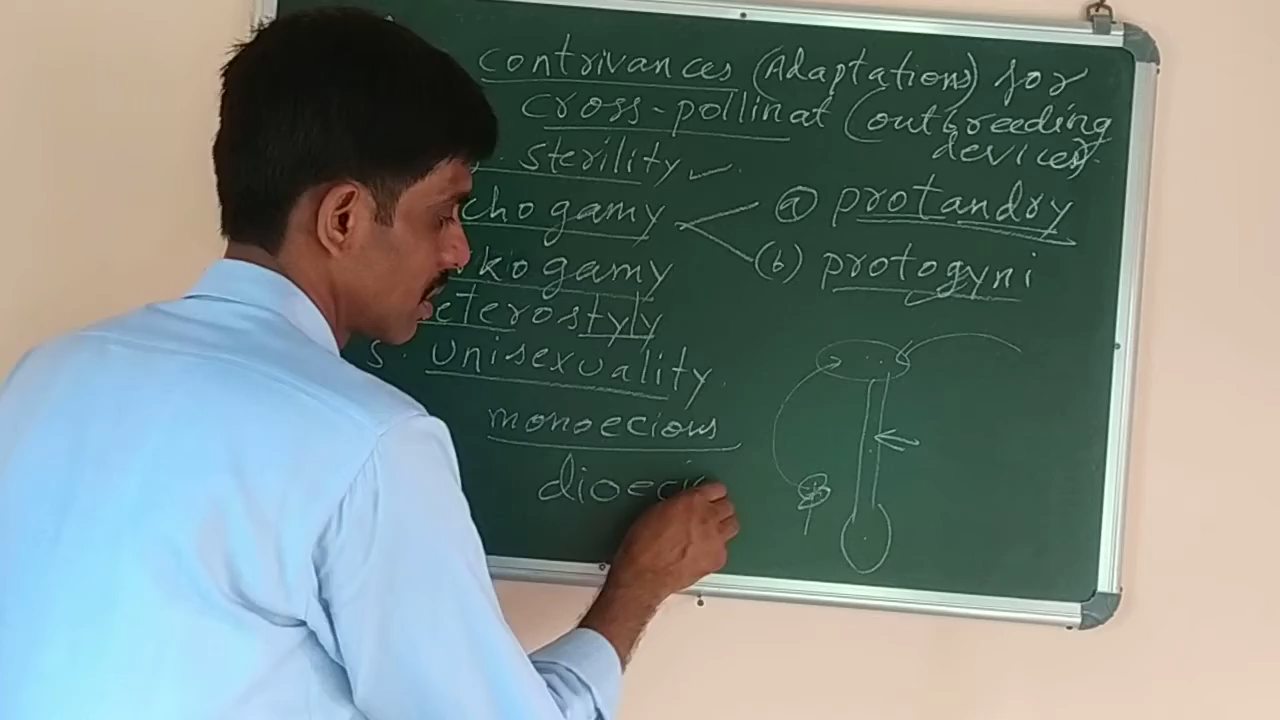 contrivances (Adaptations) for
cross-pollinat (outbreeding
devices)
sterility ✓
chogamy (a) protandry
(b) protogyni
kogamy
eterostyly
5. unisexuality
monoecious
dioeci